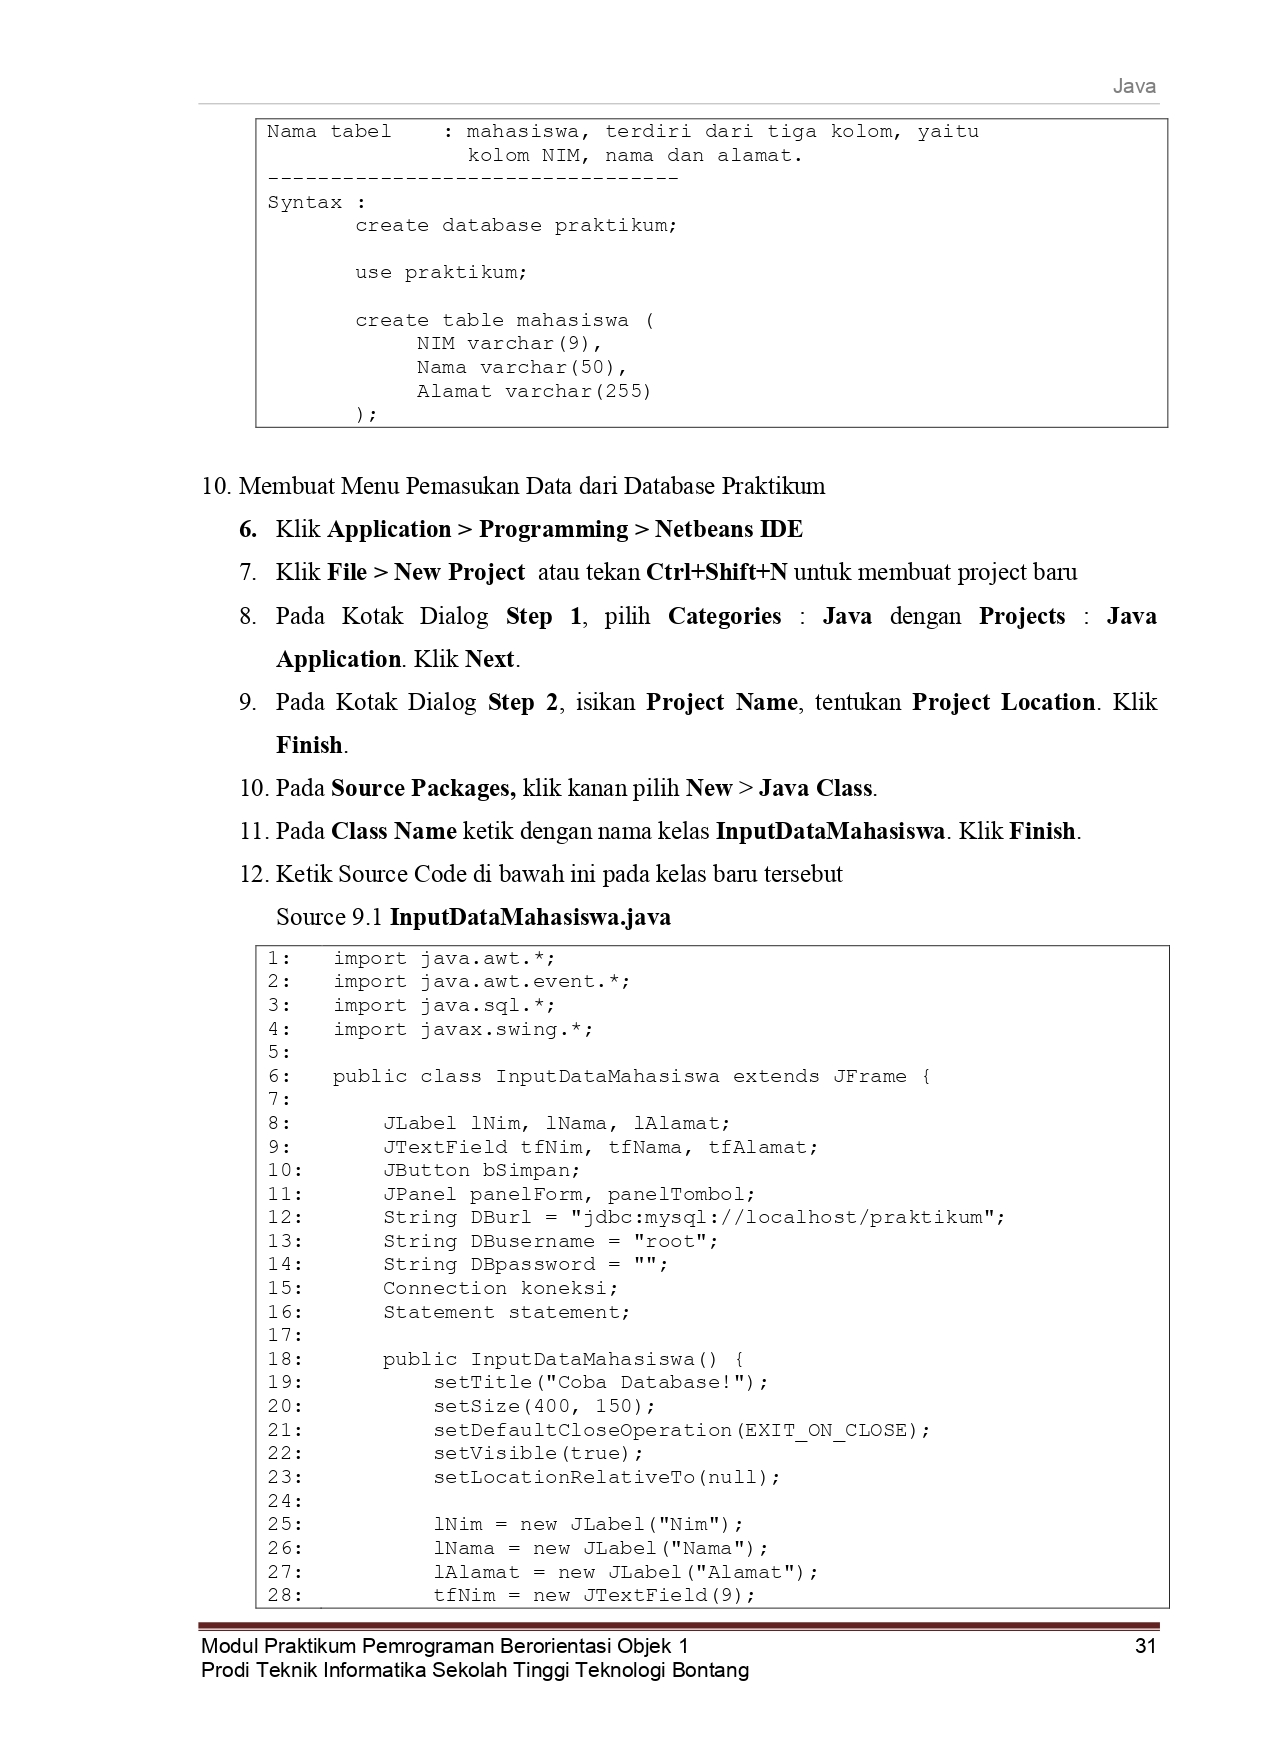 Java
Nama tabel    : mahasiswa, terdiri dari tiga kolom, yaitu
kolom NIM, nama dan alamat.
---------------------------------
Syntax :
create database praktikum;
use praktikum;
create table mahasiswa (
NIM varchar(9),
Nama varchar(50),
Alamat varchar(255)
);
10. Membuat Menu Pemasukan Data dari Database Praktikum
6. Klik Application > Programming > Netbeans IDE
7. Klik File > New Project  atau tekan Ctrl+Shift+N untuk membuat project baru
8. Pada Kotak Dialog Step 1, pilih Categories : Java dengan Projects : Java
Application. Klik Next.
9. Pada Kotak Dialog Step 2, isikan Project Name, tentukan Project Location. Klik
Finish.
10. Pada Source Packages, klik kanan pilih New > Java Class.
11. Pada Class Name ketik dengan nama kelas InputDataMahasiswa. Klik Finish.
12. Ketik Source Code di bawah ini pada kelas baru tersebut
Source 9.1 InputDataMahasiswa.java
1:   import java.awt.*;
2:   import java.awt.event.*;
3:   import java.sql.*;
4:   import javax.swing.*;
5:
6:   public class InputDataMahasiswa extends JFrame {
7:
8:       JLabel lNim, lNama, lAlamat;
9:       JTextField tfNim, tfNama, tfAlamat;
10:      JButton bSimpan;
11:      JPanel panelForm, panelTombol;
12:      String DBurl = "jdbc:mysql://localhost/praktikum";
13:      String DBusername = "root";
14:      String DBpassword = "";
15:      Connection koneksi;
16:      Statement statement;
17:
18:      public InputDataMahasiswa() {
19:          setTitle("Coba Database!");
20:          setSize(400, 150);
21:          setDefaultCloseOperation(EXIT_ON_CLOSE);
22:          setVisible(true);
23:          setLocationRelativeTo(null);
24:
25:          lNim = new JLabel("Nim");
26:          lNama = new JLabel("Nama");
27:          lAlamat = new JLabel("Alamat");
28:          tfNim = new JTextField(9);
Modul Praktikum Pemrograman Berorientasi Objek 1 31
Prodi Teknik Informatika Sekolah Tinggi Teknologi Bontang